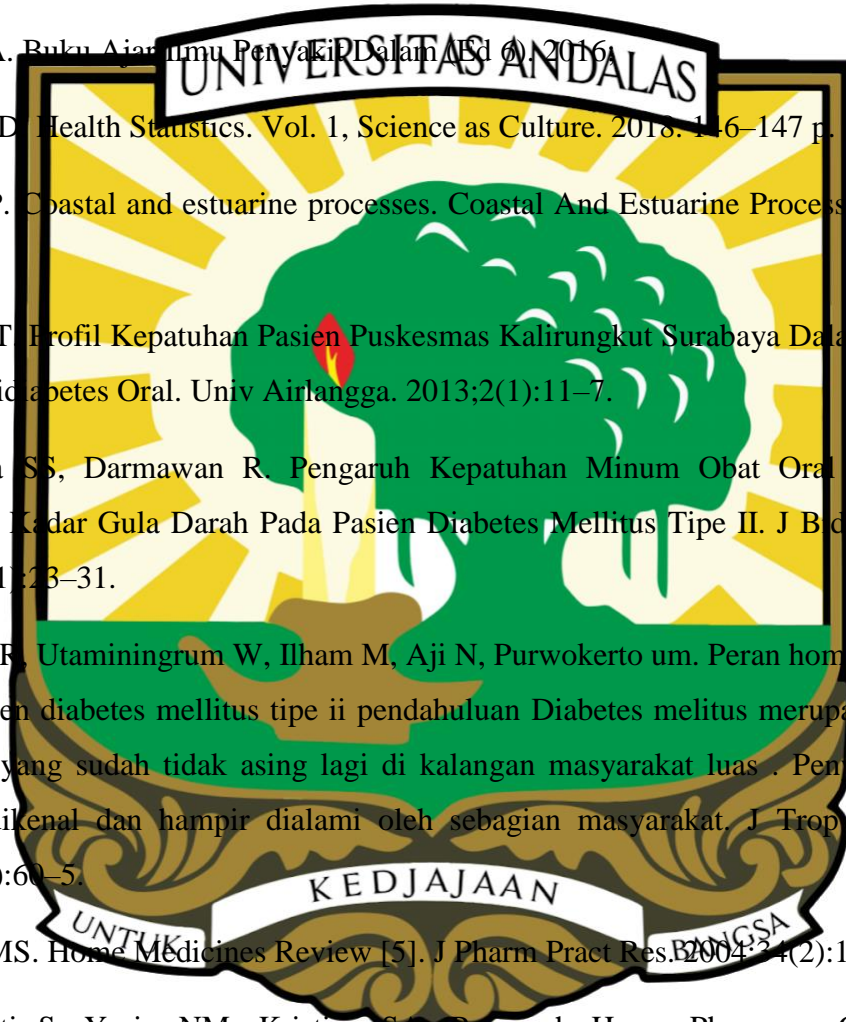 A. Buku Ajar Ilmu Penyakit Dalam (Ed 6). 2016;
UNIVERSITAS ANDALAS
D. Health Statistics. Vol. 1, Science as Culture. 2018. 146–147 p.
P. Coastal and estuarine processes. Coastal And Estuarine Process
T. Profil Kepatuhan Pasien Puskesmas Kalirungkut Surabaya Dala
idiabetes Oral. Univ Airlangga. 2013;2(1):11–7.
SS, Darmawan R. Pengaruh Kepatuhan Minum Obat Oral
Kadar Gula Darah Pada Pasien Diabetes Mellitus Tipe II. J Bid
1):23–31.
R, Utaminingrum W, Ilham M, Aji N, Purwokerto um. Peran hom
en diabetes mellitus tipe ii pendahuluan Diabetes melitus merupa
yang sudah tidak asing lagi di kalangan masyarakat luas . Pen
dikenal dan hampir dialami oleh sebagian masyarakat. J Trop
):60–5.
KEDJAJAAN
UNTUK BANGSA
MS. Home Medicines Review [5]. J Pharm Pract Res. 2004;34(2):1